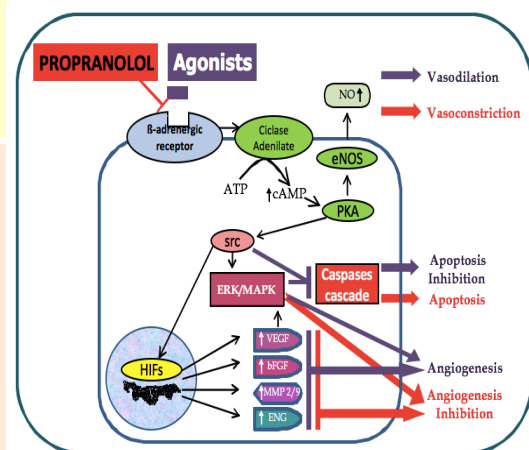 PROPRANOLOL
Agonists
ß-adrenergic
receptor
Ciclase
Adenilate
ATP
↑cAMP
PKA
eNOS
NO↑
Vasodilation
Vasoconstriction
src
ERK/MAPK
Caspases
cascade
Apoptosis
Inhibition
Apoptosis
HIFs
↑ VEGF
↑ bFGF
↑MMP 2/9
↑ ENG
Angiogenesis
Angiogenesis
Inhibition